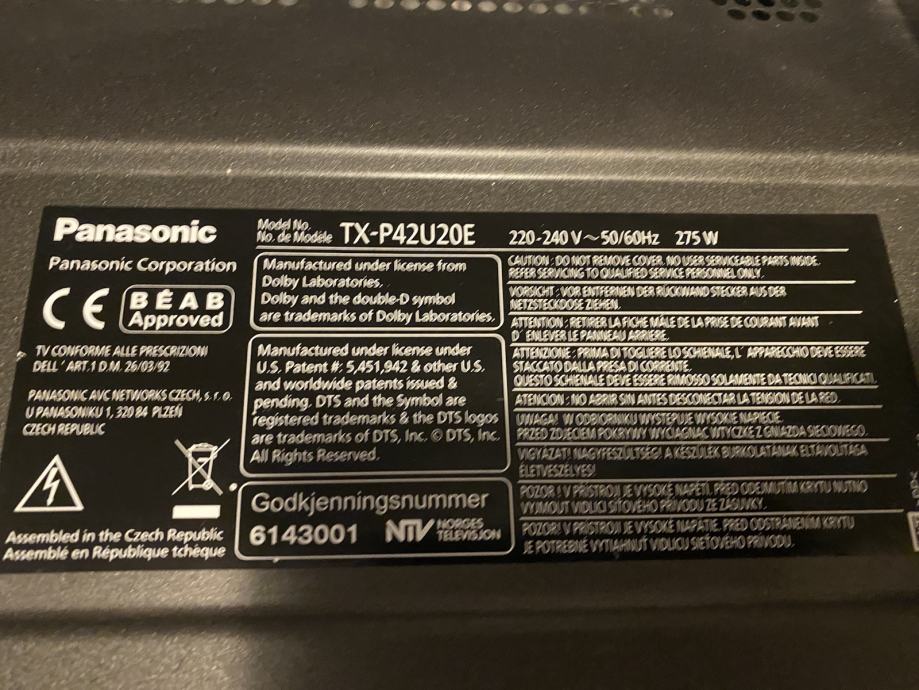 Panasonic
Model No.
No. de Modèle TX-P42U20E
220-240 V ~ 50/60Hz 275 W
Panasonic Corporation
CE
BEAB
Approved
TV CONFORME ALLE PRESCRIZIONI
DELL' ART.1 D.M. 26/03/92
PANASONIC AVC NETWORKS CZECH, s. r. o.
U PANASONIKU 1, 320 84 PLZEŇ
CZECH REPUBLIC
Assembled in the Czech Republic
Assemblé en République tchèque
Manufactured under license from
Dolby Laboratories.
Dolby and the double-D symbol
are trademarks of Dolby Laboratories.
Manufactured under license under
U.S. Patent #: 5,451,942 & other U.S.
and worldwide patents issued &
pending. DTS and the Symbol are
registered trademarks & the DTS logos
are trademarks of DTS, Inc. © DTS, Inc.
All Rights Reserved.
Godkjenningsnummer
6143001 NTV NORGES
TELEVISJON
CAUTION : DO NOT REMOVE COVER. NO USER SERVICEABLE PARTS INSIDE.
REFER SERVICING TO QUALIFIED SERVICE PERSONNEL ONLY.
VORSICHT : VOR ENTFERNEN DER RÜCKWAND STECKER AUS DER
NETZSTECKDOSE ZIEHEN.
ATTENTION : RETIRER LA FICHE MÂLE DE LA PRISE DE COURANT AVANT
D' ENLEVER LE PANNEAU ARRIERE.
ATTENZIONE : PRIMA DI TOGLIERE LO SCHIENALE, L' APPARECCHIO DEVE ESSERE
STACCATO DALLA PRESA DI CORRENTE.
QUESTO SCHIENALE DEVE ESSERE RIMOSSO SOLAMENTE DA TECNICI QUALIFICATI.
ATENCION : NO ABRIR SIN ANTES DESCONECTAR LA TENSION DE LA RED.
UWAGA! W ODBIORNIKU WYSTEPUJE WYSOKIE NAPIECIE.
PRZED ZDJECIEM POKRYWY WYCIAGNAC WTYCZKE Z GNIAZDA SIECIOWEGO.
VIGYÁZAT! NAGYFESZÜLTSÉG! A KÉSZÜLÉK BURKOLATÁNAK ELTÁVOLÍTÁSA
ÉLETVESZÉLYES!
POZOR ! V PŘÍSTROJI JE VYSOKÉ NAPĚTÍ. PŘED ODEJMUTÍM KRYTU NUTNO
VYJMOUT VIDLICI SÍŤOVÉHO PŘÍVODU ZE ZÁSUVKY.
POZOR! V PRÍSTROJI JE VYSOKÉ NAPÄTIE. PRED ODSTRÁNENÍM KRYTU
JE POTREBNÉ VYTIAHNUŤ VIDLICU SIEŤOVÉHO PRÍVODU.